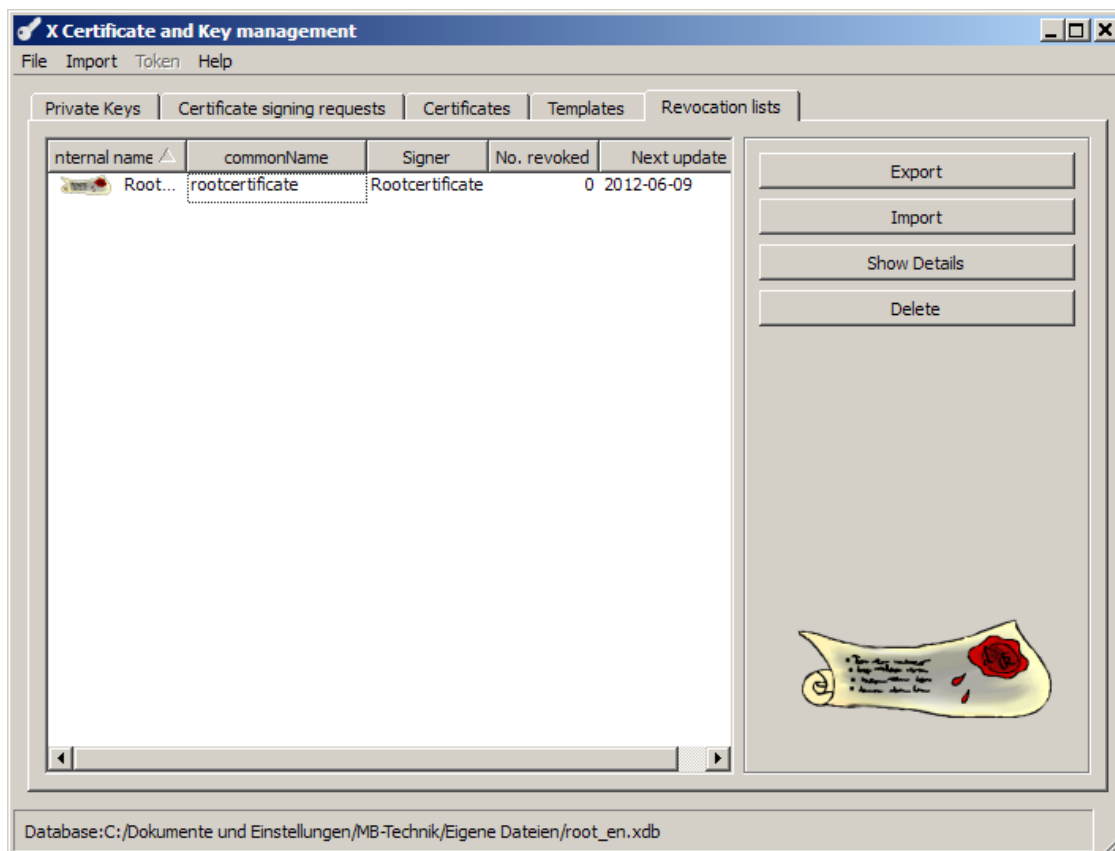 X Certificate and Key management
File Import Token Help
Private Keys Certificate signing requests Certificates Templates Revocation lists
nternal name commonName Signer No. revoked Next update
Root... rootcertificate Rootcertificate 0 2012-06-09
Export
Import
Show Details
Delete
Database:C:/Dokumente und Einstellungen/MB-Technik/Eigene Dateien/root_en.xdb